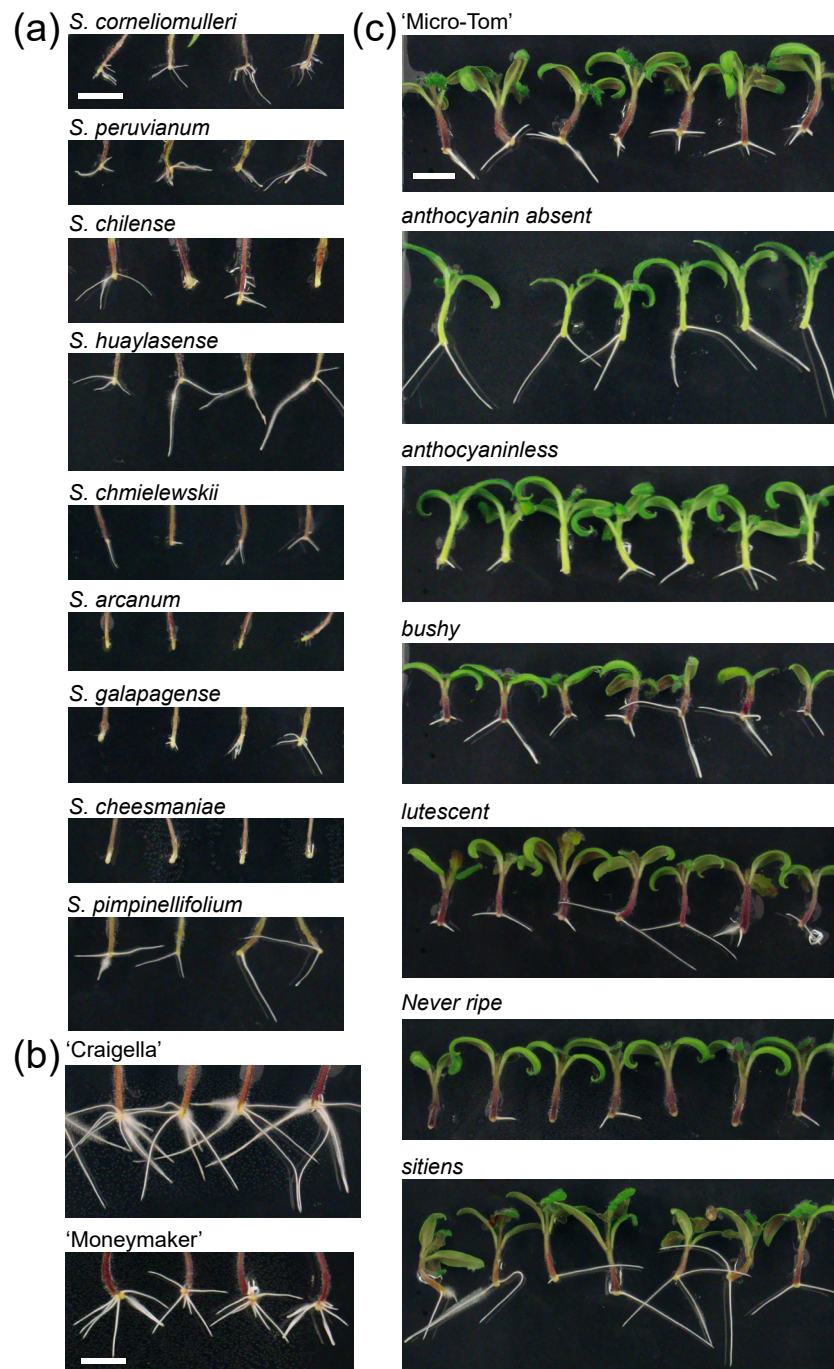 (a)
S. corneliomulleri
S. peruvianum
S. chilense
S. huaylasense
S. chmielewskii
S. arcanum
S. galapagense
S. cheesmaniae
S. pimpinellifolium
(b)
‘Craigella’
‘Moneymaker’
(c)
‘Micro-Tom’
anthocyanin absent
anthocyaninless
bushy
lutescent
Never ripe
sitiens